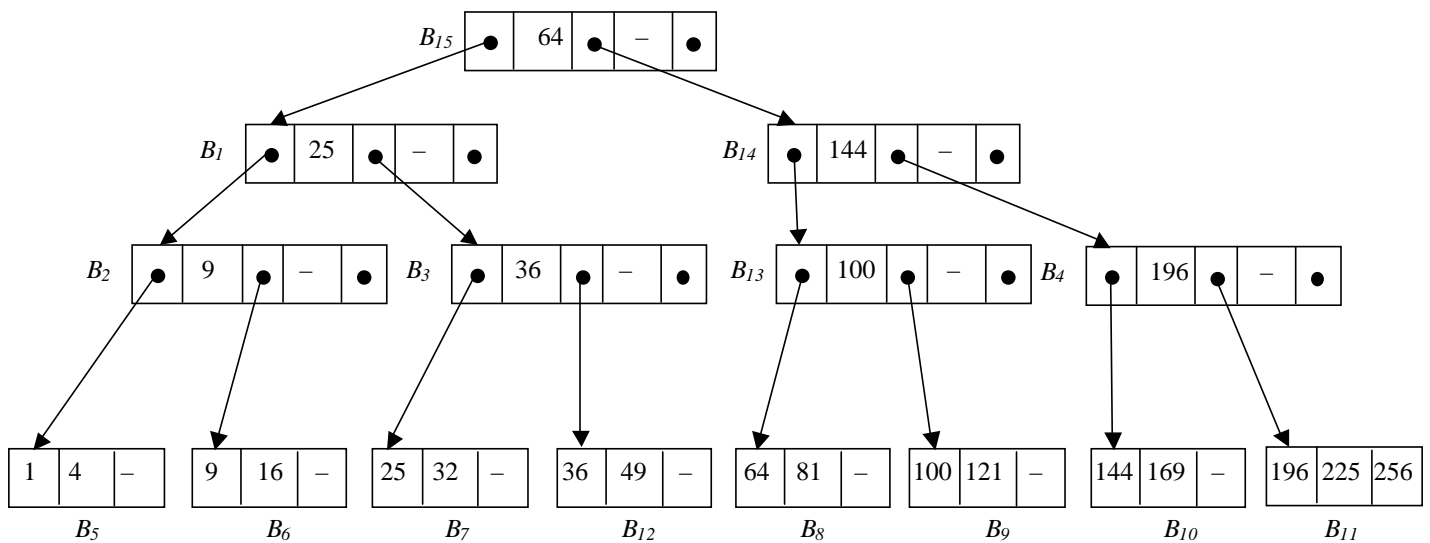 B15 64 –
B1 25 – B14 144 –
B2 9 – B3 36 – B13 100 – B4 196 –
1 4 – 9 16 – 25 32 – 36 49 – 64 81 – 100 121 – 144 169 – 196 225 256
B5 B6 B7 B12 B8 B9 B10 B11